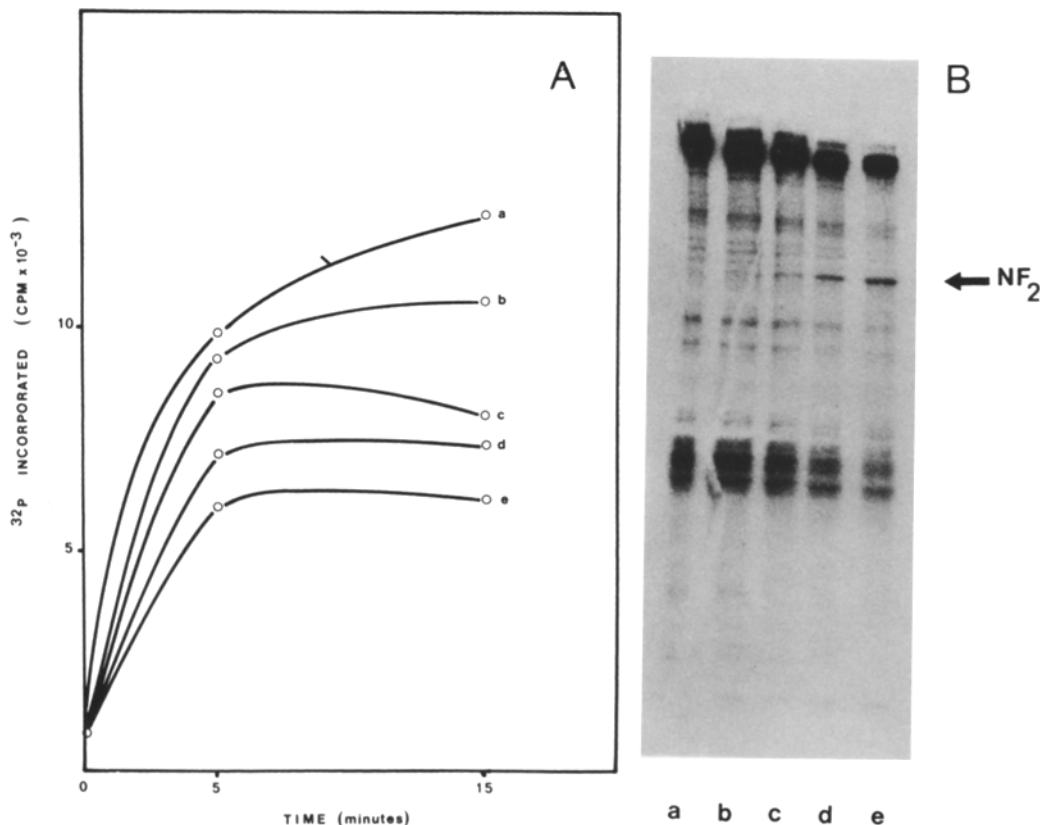 A
B
³²P INCORPORATED (CPM x 10⁻³)
10
5
a
b
c
d
e
0
5
15
TIME (minutes)
NF₂
a b c d e